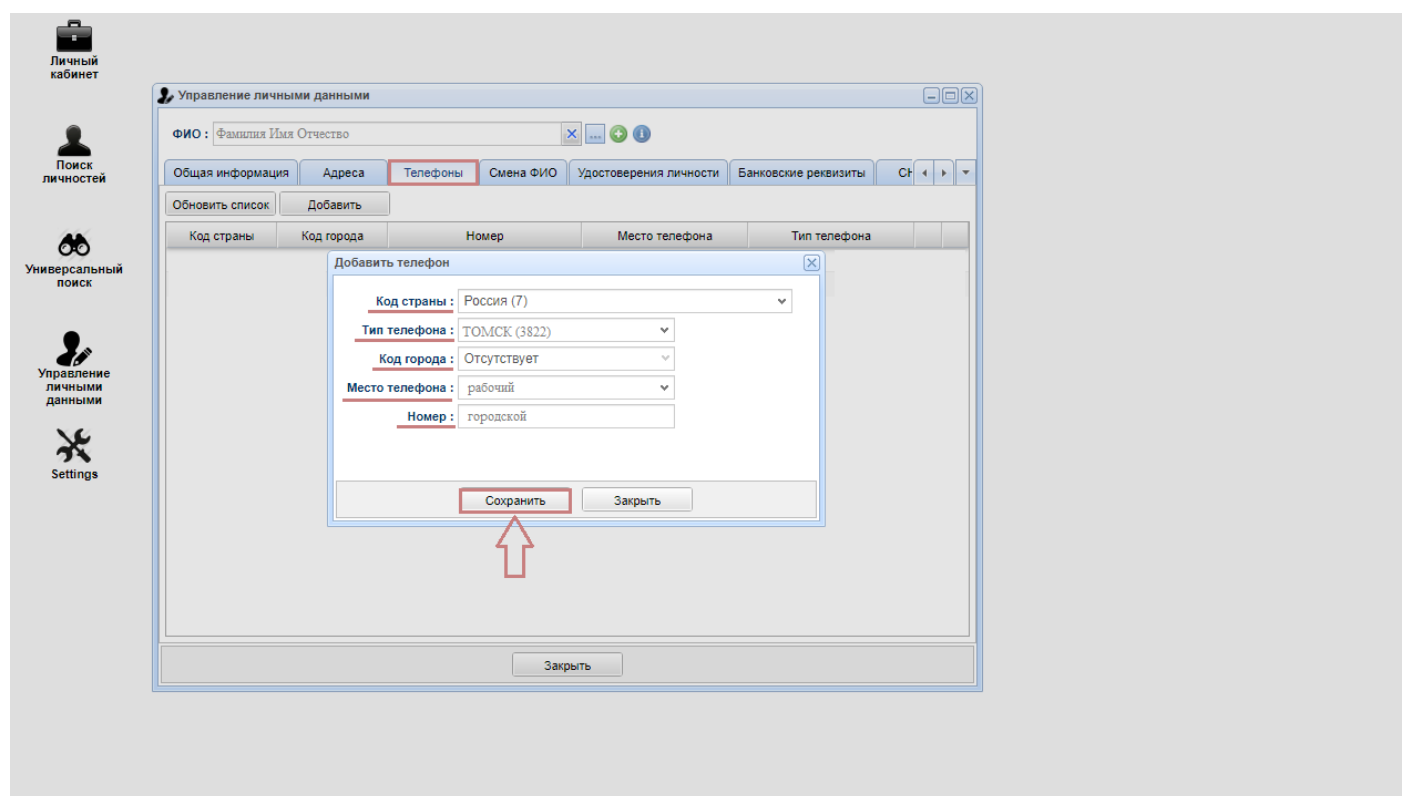 Личный
кабинет
Поиск
личностей
Универсальный
поиск
Управление
личными
данными
Settings
Управление личными данными
ФИО : Фамилия Имя Отчество
Общая информация Адреса Телефоны Смена ФИО Удостоверения личности Банковские реквизиты
Обновить список Добавить
Код страны Код города Номер Место телефона Тип телефона
Добавить телефон
Код страны : Россия (7)
Тип телефона : ТОМСК (3822)
Код города : Отсутствует
Место телефона : рабочий
Номер : городской
Сохранить Закрыть
Закрыть